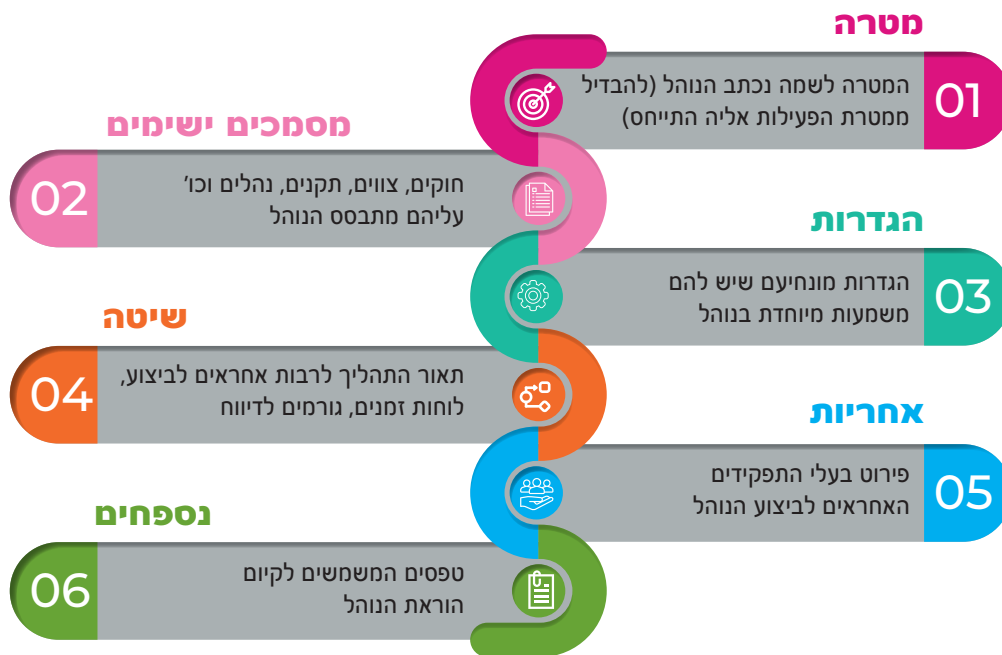 מטרה
01
המטרה לשמה נכתב הנוהל (להבדיל
ממטרת הפעילות אליה התייחס)
מסמכים ישימים
02
חוקים, צווים, תקנים, נהלים וכו'
עליהם מתבסס הנוהל
הגדרות
03
הגדרות מונחיעם שיש להם
משמעות מיוחדת בנוהל
שיטה
04
תאור התהליך לרבות אחראים לביצוע,
לוחות זמנים, גורמים לדיווח
אחריות
05
פירוט בעלי התפקידים
האחראים לביצוע הנוהל
נספחים
06
טפסים המשמשים לקיום
הוראת הנוהל